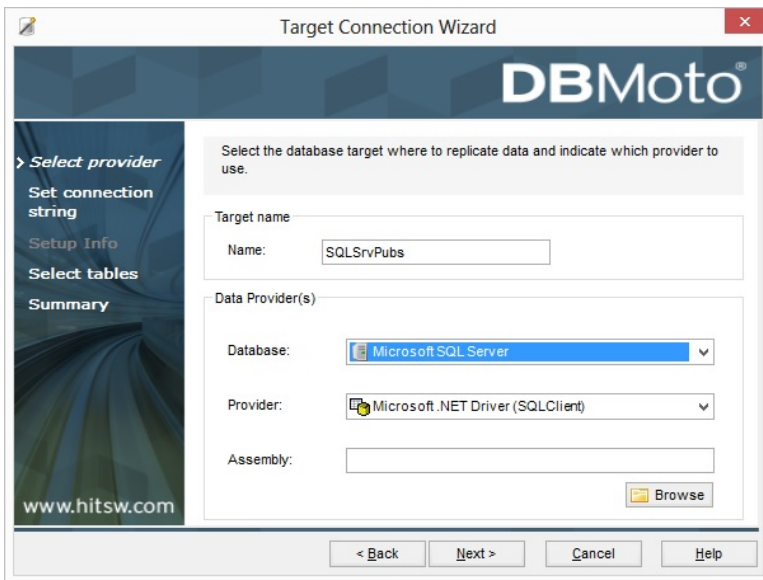 Target Connection Wizard
DBMoto®
> Select provider
Set connection
string
Setup Info
Select tables
Summary
www.hitsw.com
Select the database target where to replicate data and indicate which provider to
use.
Target name
Name: SQLSrvPubs
Data Provider(s)
Database: Microsoft SQL Server
Provider: Microsoft .NET Driver (SQLClient)
Assembly:
Browse
< Back Next > Cancel Help